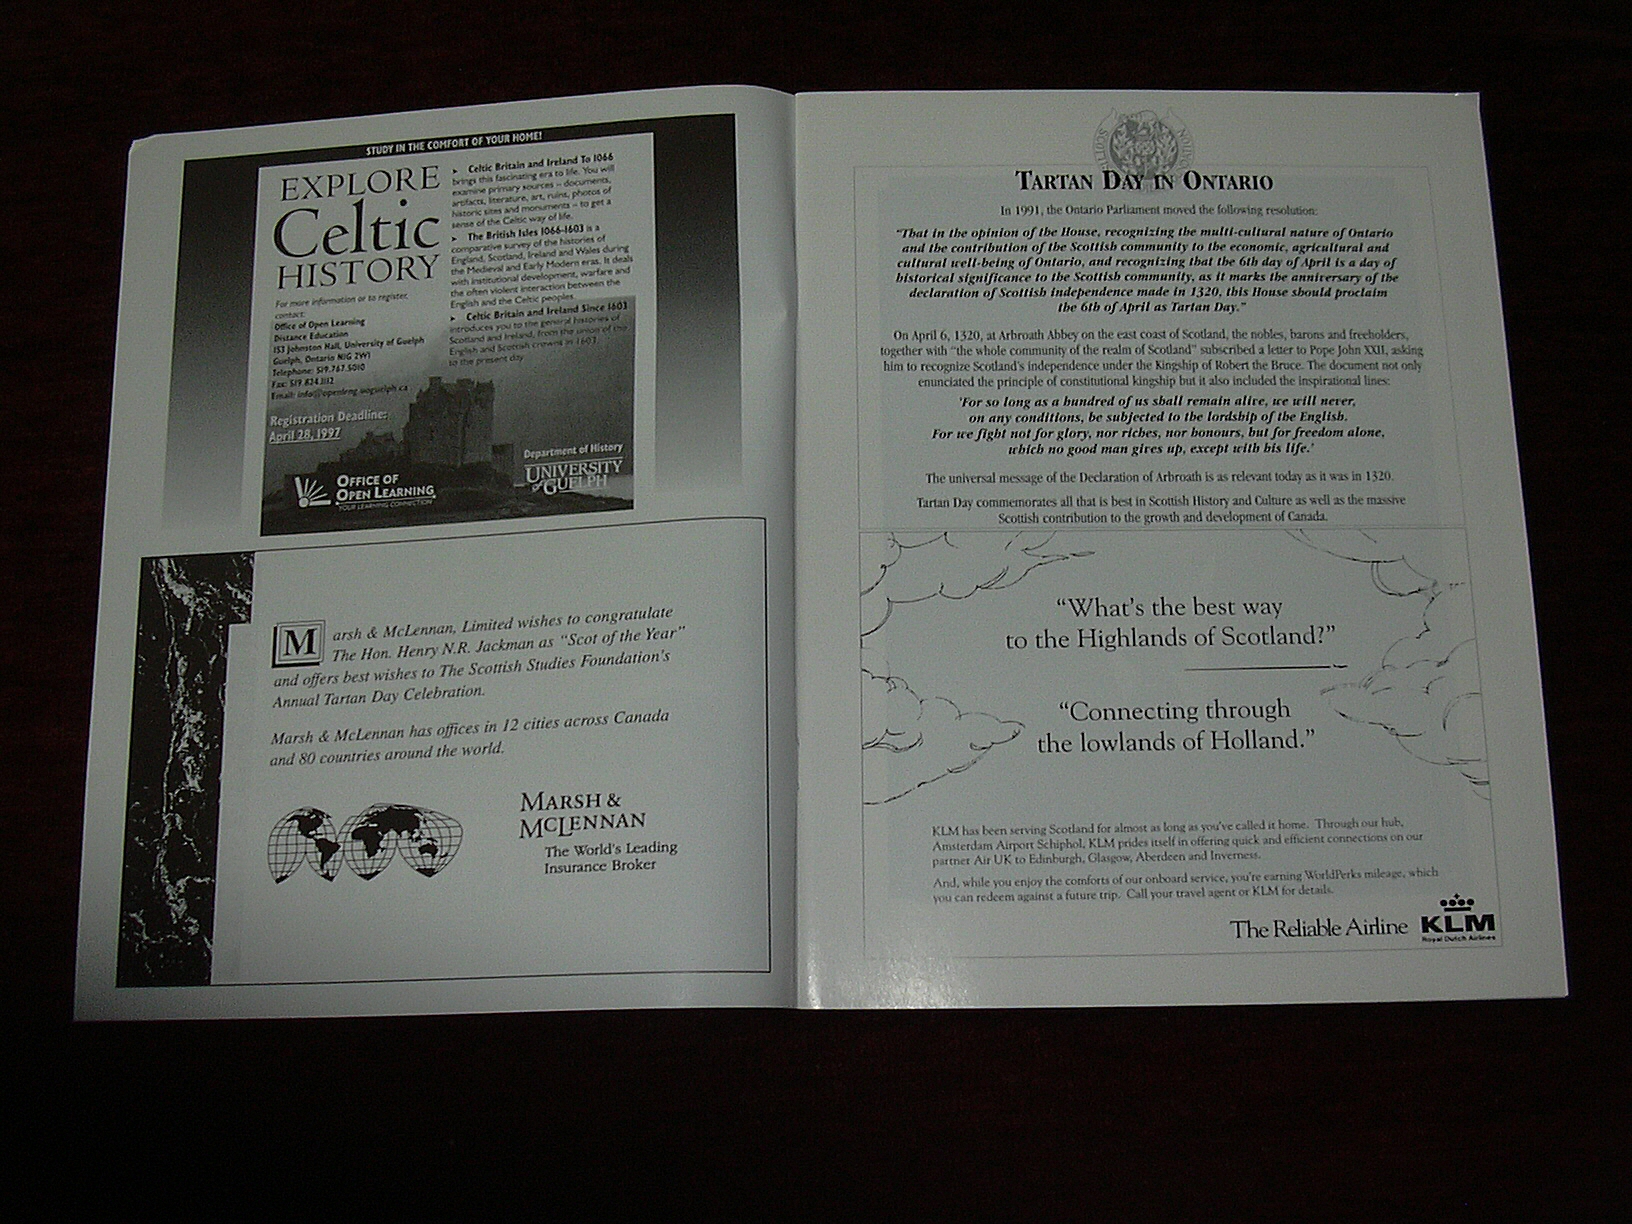 STUDY IN THE COMFORT OF YOUR HOME!
EXPLORE
Celtic
HISTORY
For more information or to register,
contact:
Office of Open Learning
Distance Education
153 Johnston Hall, University of Guelph
Guelph, Ontario N1G 2W1
Telephone: 519.767.5010
Fax: 519.824.1112
Email: info@openlrng.uoguelph.ca
Registration Deadline:
April 28, 1997
➤ Celtic Britain and Ireland To 1066
brings this fascinating era to life. You will
examine primary sources – documents,
artifacts, literature, art, ruins, photos of
historic sites and monuments – to get a
sense of the Celtic way of life.
➤ The British Isles 1066-1603 is a
comparative survey of the histories of
England, Scotland, Ireland and Wales during
the Medieval and Early Modern eras. It deals
with institutional development, warfare and
the often violent interaction between the
English and the Celtic peoples.
➤ Celtic Britain and Ireland Since 1603
introduces you to the general histories of
Scotland and Ireland, from the union of the
English and Scottish crowns in 1603,
to the present day.
OFFICE OF
OPEN LEARNING
YOUR LEARNING CONNECTION
Department of History
UNIVERSITY
of GUELPH
Marsh & McLennan, Limited wishes to congratulate
The Hon. Henry N.R. Jackman as "Scot of the Year"
and offers best wishes to The Scottish Studies Foundation's
Annual Tartan Day Celebration.
Marsh & McLennan has offices in 12 cities across Canada
and 80 countries around the world.
MARSH &
MCLENNAN
The World's Leading
Insurance Broker
TARTAN DAY IN ONTARIO
In 1991, the Ontario Parliament moved the following resolution:
"That in the opinion of the House, recognizing the multi-cultural nature of Ontario
and the contribution of the Scottish community to the economic, agricultural and
cultural well-being of Ontario, and recognizing that the 6th day of April is a day of
historical significance to the Scottish community, as it marks the anniversary of the
declaration of Scottish independence made in 1320, this House should proclaim
the 6th of April as Tartan Day."
On April 6, 1320, at Arbroath Abbey on the east coast of Scotland, the nobles, barons and freeholders,
together with "the whole community of the realm of Scotland" subscribed a letter to Pope John XXII, asking
him to recognize Scotland's independence under the Kingship of Robert the Bruce. The document not only
enunciated the principle of constitutional kingship but it also included the inspirational lines:
'For so long as a hundred of us shall remain alive, we will never,
on any conditions, be subjected to the lordship of the English.
For we fight not for glory, nor riches, nor honours, but for freedom alone,
which no good man gives up, except with his life.'
The universal message of the Declaration of Arbroath is as relevant today as it was in 1320.
Tartan Day commemorates all that is best in Scottish History and Culture as well as the massive
Scottish contribution to the growth and development of Canada.
"What's the best way
to the Highlands of Scotland?"
"Connecting through
the lowlands of Holland."
KLM has been serving Scotland for almost as long as you've called it home. Through our hub,
Amsterdam Airport Schiphol, KLM prides itself in offering quick and efficient connections on our
partner Air UK to Edinburgh, Glasgow, Aberdeen and Inverness.
And, while you enjoy the comforts of our onboard service, you're earning WorldPerks mileage, which
you can redeem against a future trip. Call your travel agent or KLM for details.
The Reliable Airline KLM
Royal Dutch Airlines